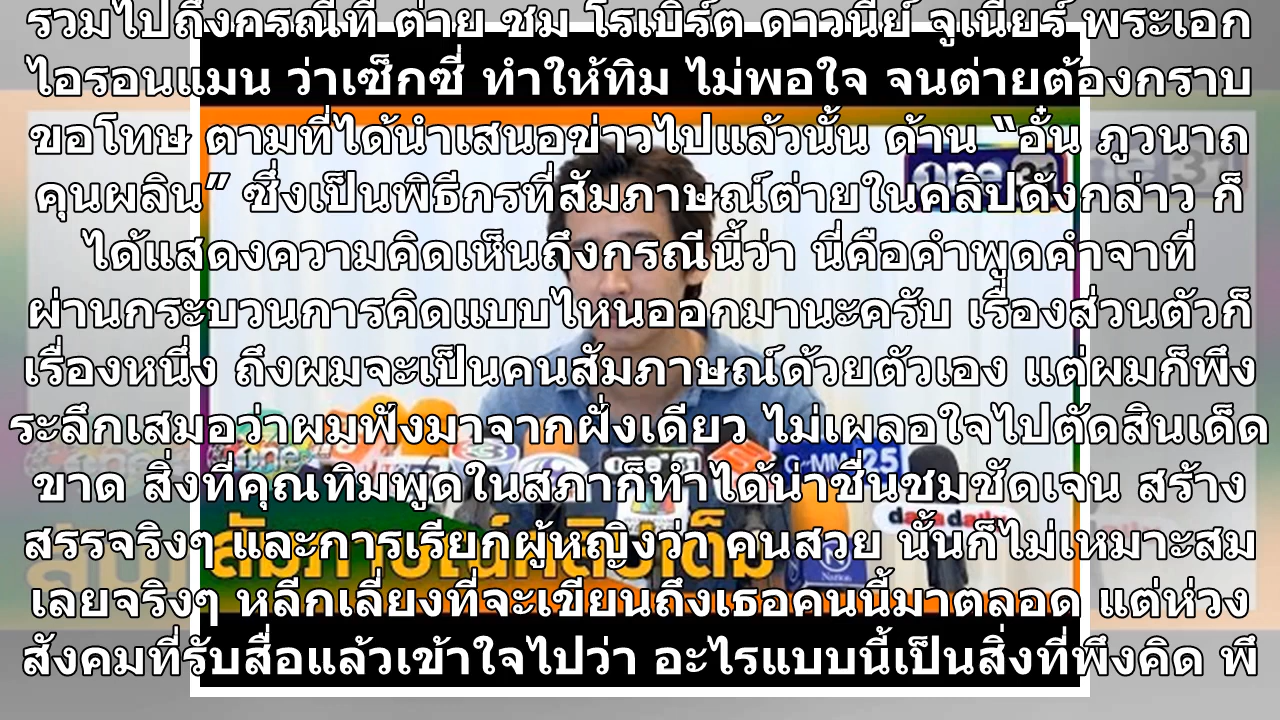 รวมไปถึงกรณีที่ ต่าย ชม โรเบิร์ต ดาวนีย์ จูเนียร์ พระเอก
ไอรอนแมน ว่าเซ็กซี่ ทำให้ทิม ไม่พอใจ จนต่ายต้องกราบ
ขอโทษ ตามที่ได้นำเสนอข่าวไปแล้วนั้น ด้าน “อั๋น ภูวนาถ
คุนผลิน” ซึ่งเป็นพิธีกรที่สัมภาษณ์ต่ายในคลิปดังกล่าว ก็
ได้แสดงความคิดเห็นถึงกรณีนี้ว่า นี่คือคำพูดคำจาที่
ผ่านกระบวนการคิดแบบไหนออกมานะครับ เรื่องส่วนตัวก็
เรื่องหนึ่ง ถึงผมจะเป็นคนสัมภาษณ์ด้วยตัวเอง แต่ผมก็พึง
ระลึกเสมอว่าผมฟังมาจากฝั่งเดียว ไม่เผลอใจไปตัดสินเด็ด
ขาด สิ่งที่คุณทิมพูดในสภาก็ทำได้น่าชื่นชมชัดเจน สร้าง
สรรจริงๆ และการเรียกผู้หญิงว่า คนสวย นั้นก็ไม่เหมาะสม
เลยจริงๆ หลีกเลี่ยงที่จะเขียนถึงเธอคนนี้มาตลอด แต่ห่วง
สังคมที่รับสื่อแล้วเข้าใจไปว่า อะไรแบบนี้เป็นสิ่งที่พึงคิด พึ
one 31
one 31
GMM 25
สัมภาษณ์คลิปเต็ม
Nation